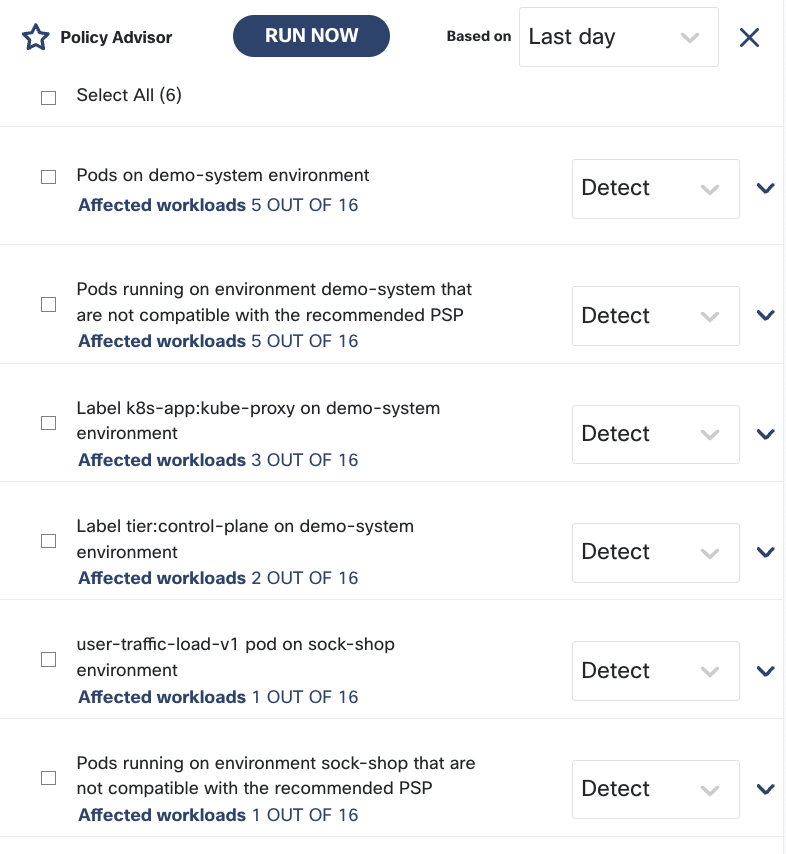 Policy Advisor
RUN NOW
Based on
Last day
Select All (6)
Pods on demo-system environment
Affected workloads 5 OUT OF 16
Detect
Pods running on environment demo-system that
are not compatible with the recommended PSP
Affected workloads 5 OUT OF 16
Detect
Label k8s-app:kube-proxy on demo-system
environment
Affected workloads 3 OUT OF 16
Detect
Label tier:control-plane on demo-system
environment
Affected workloads 2 OUT OF 16
Detect
user-traffic-load-v1 pod on sock-shop
environment
Affected workloads 1 OUT OF 16
Detect
Pods running on environment sock-shop that are
not compatible with the recommended PSP
Affected workloads 1 OUT OF 16
Detect